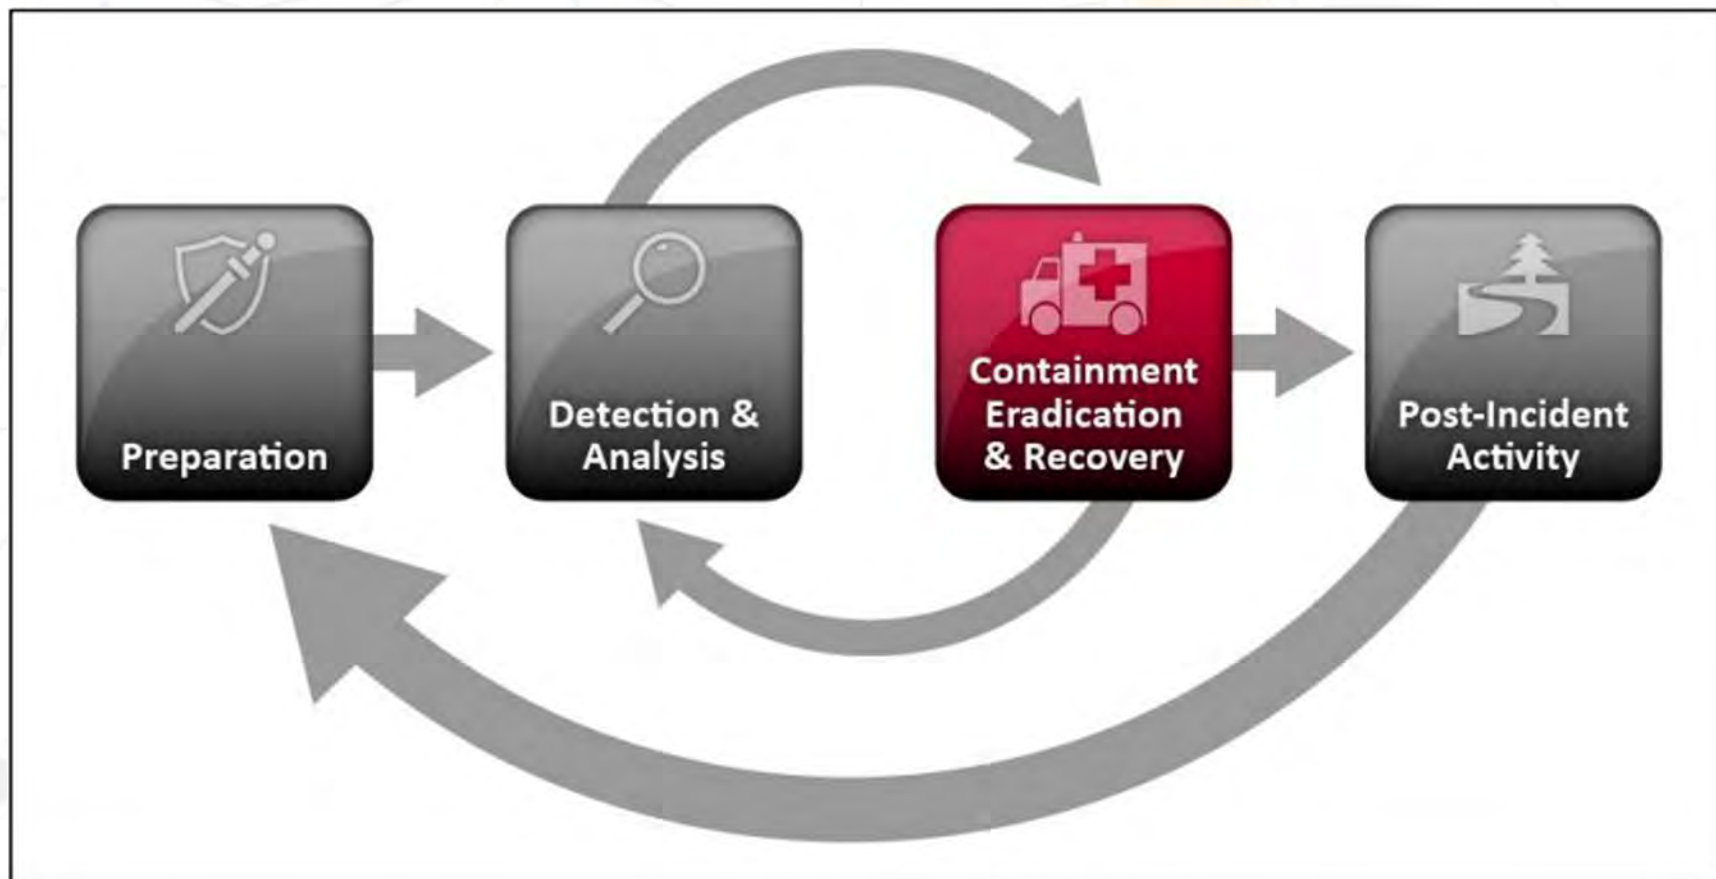 Preparation
Detection &
Analysis
Containment
Eradication
& Recovery
Post-Incident
Activity